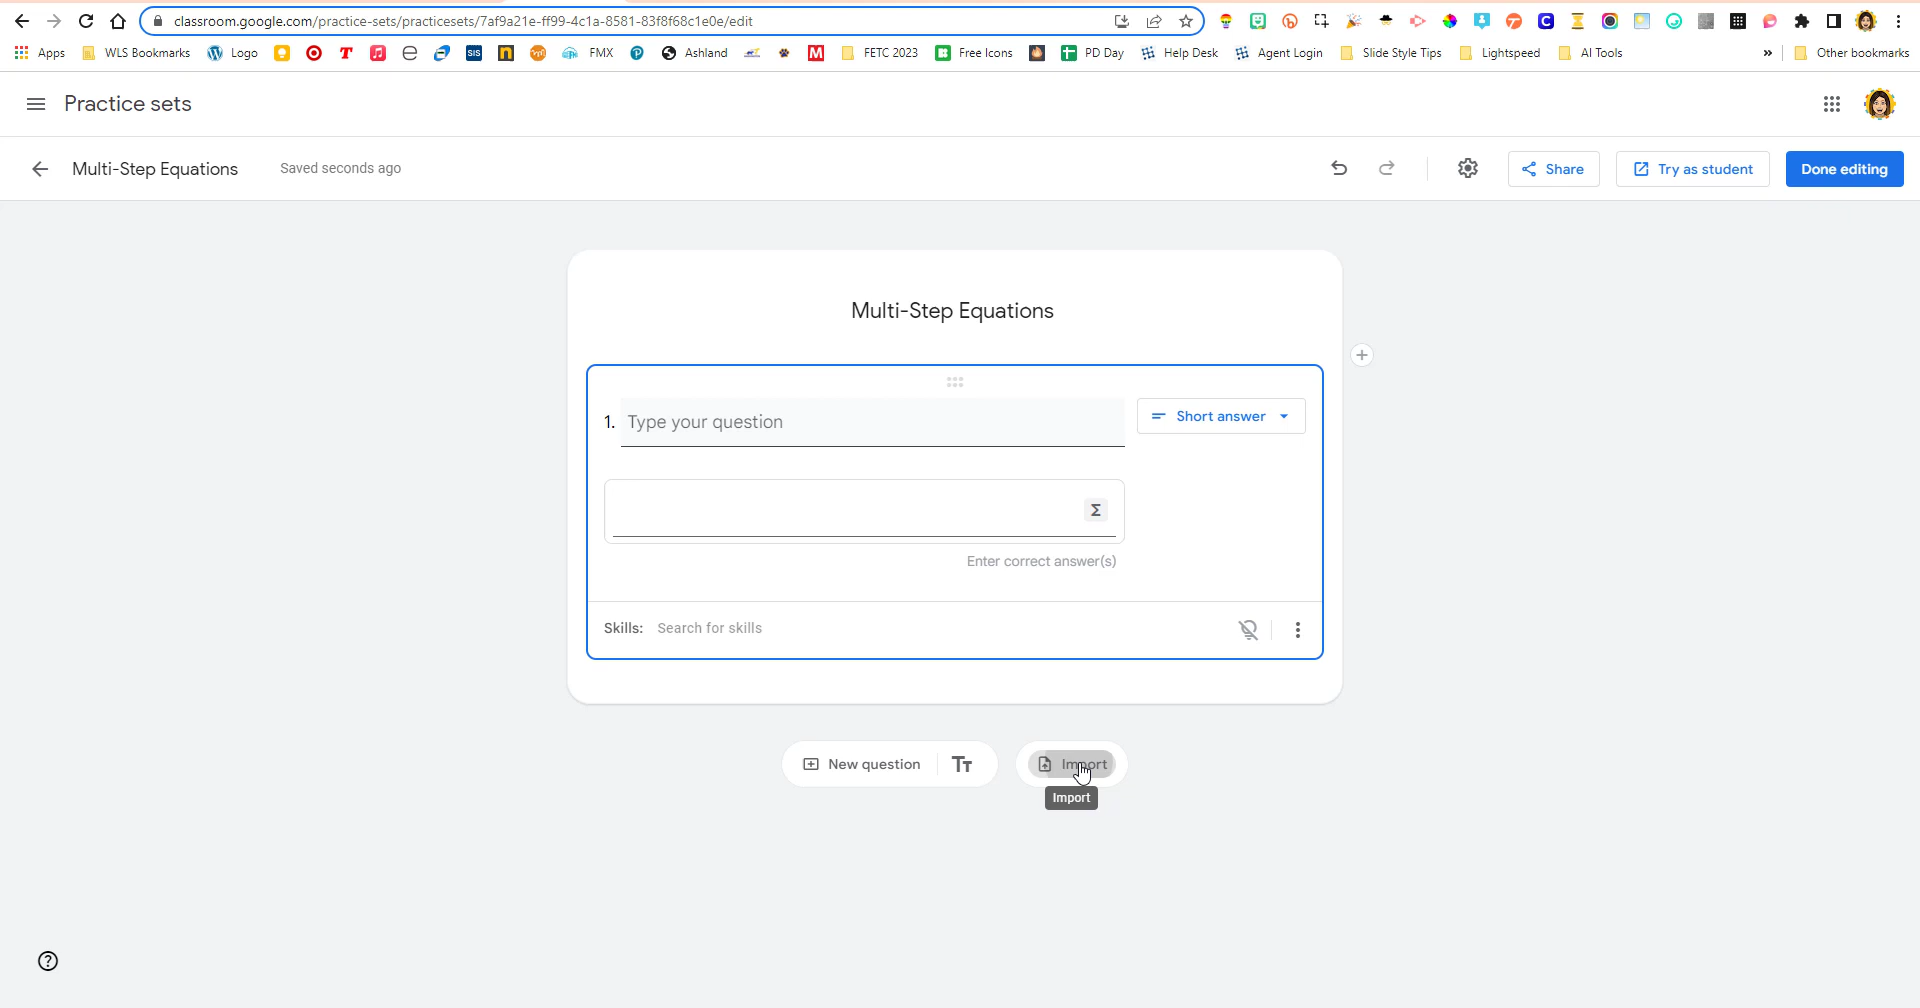 classroom.google.com/practice-sets/practicesets/7af9a21e-ff99-4c1a-8581-83f8f68c1e0e/edit
Apps WLS Bookmarks Logo SIS FMX Ashland FETC 2023 Free Icons PD Day Help Desk Agent Login Slide Style Tips Lightspeed AI Tools » Other bookmarks
Practice sets
Multi-Step Equations Saved seconds ago Share Try as student Done editing
Multi-Step Equations
1. Type your question Short answer
Σ
Enter correct answer(s)
Skills: Search for skills
New question Tт Import
Import